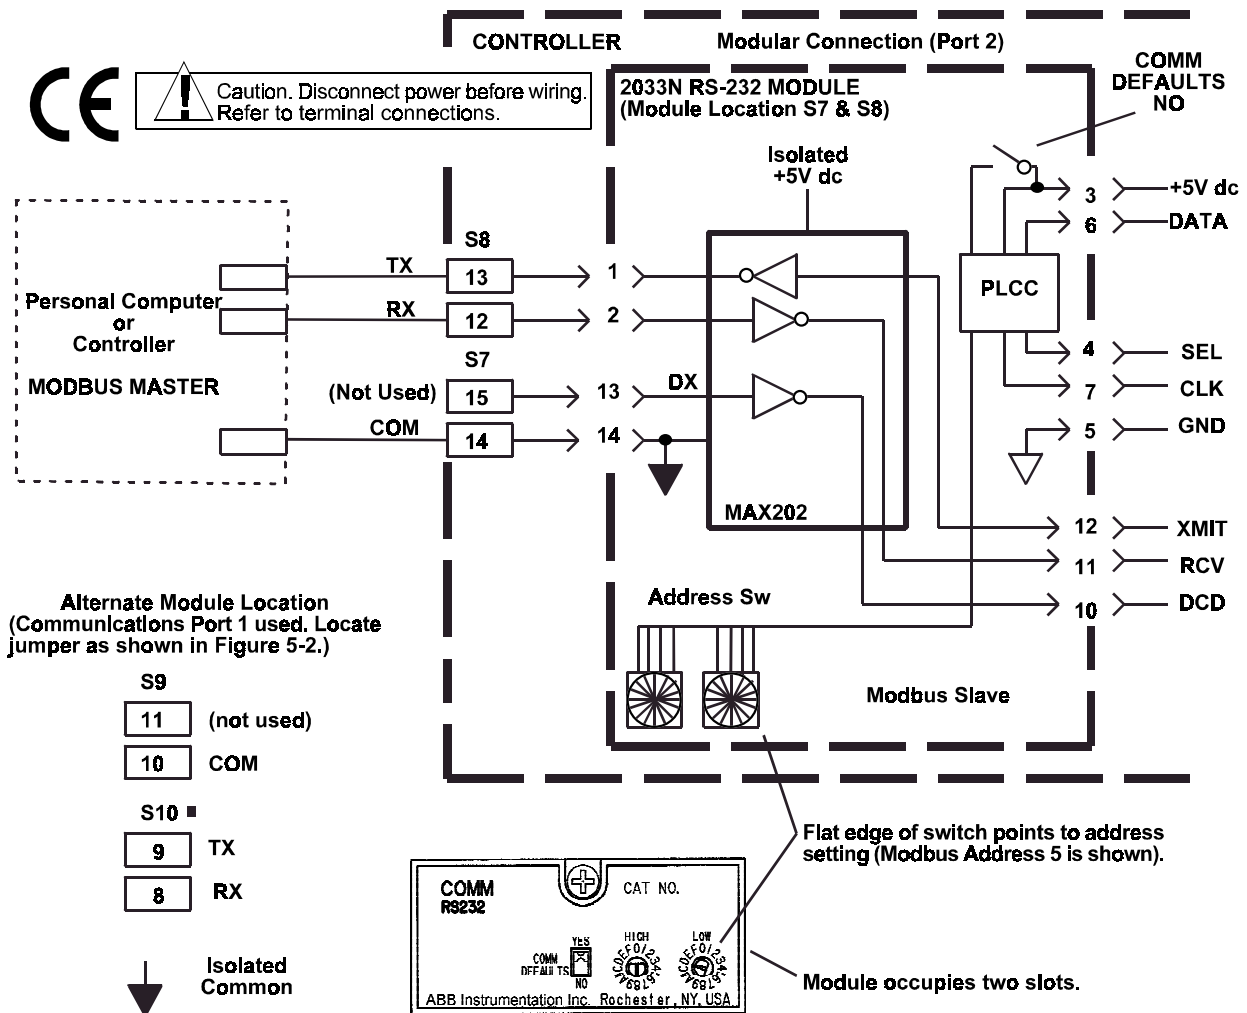 CONTROLLER
Modular Connection (Port 2)
CE
Caution. Disconnect power before wiring.
Refer to terminal connections.
2033N RS-232 MODULE
(Module Location S7 & S8)
COMM
DEFAULTS
NO
Isolated
+5V dc
3 +5V dc
6 DATA
PLCC
4 SEL
7 CLK
5 GND
12 XMIT
11 RCV
10 DCD
Personal Computer
or
Controller
MODBUS MASTER
S8
TX 13 1
RX 12 2
S7
(Not Used) 15 13 DX
COM 14 14
MAX202
Address Sw
Modbus Slave
Alternate Module Location
(Communications Port 1 used. Locate
jumper as shown in Figure 5-2.)
S9
11 (not used)
10 COM
S10
9 TX
8 RX
Isolated
Common
Flat edge of switch points to address
setting (Modbus Address 5 is shown).
COMM
RS232
CAT NO.
YES
COMM
DEFAULTS
NO
HIGH
LOW
ABB Instrumentation Inc. Rochester, NY, USA
Module occupies two slots.